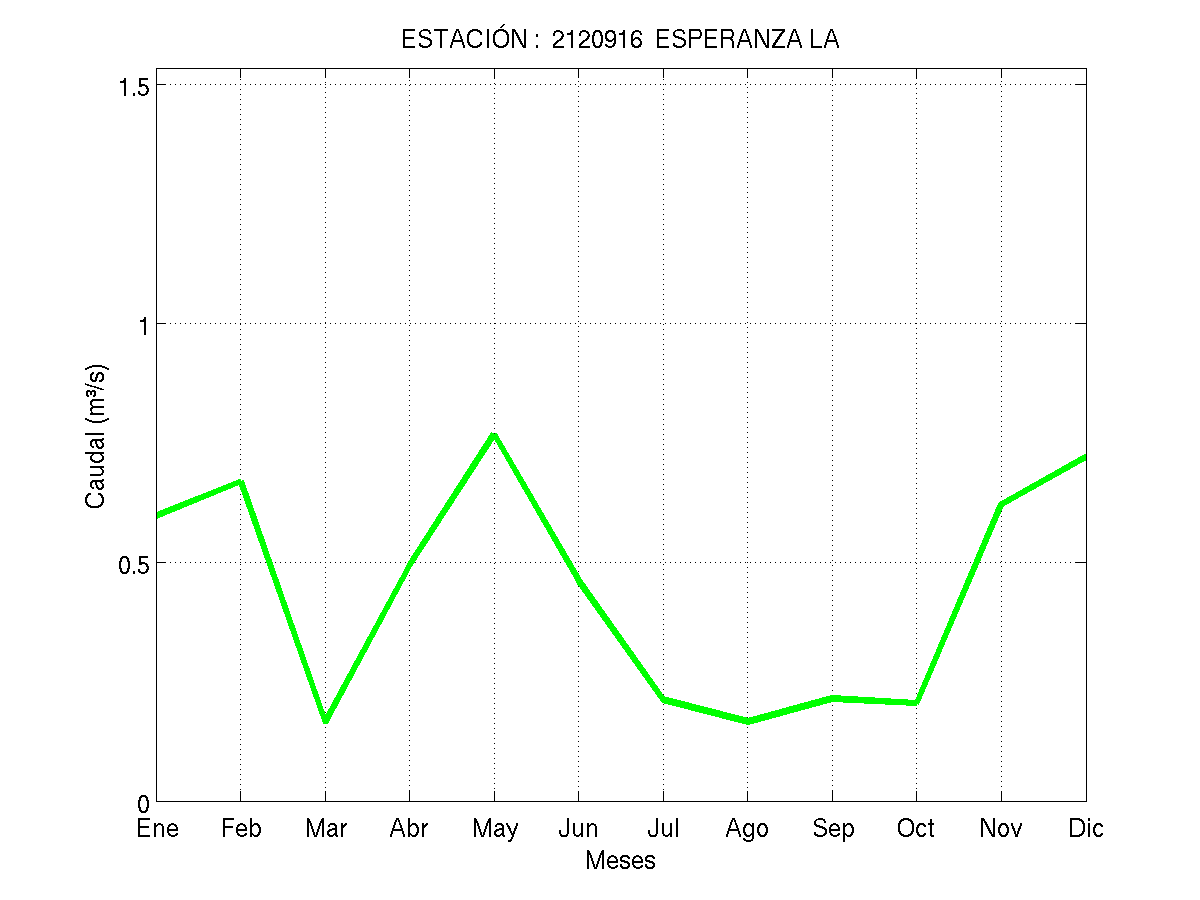 ESTACIÓN : 2120916 ESPERANZA LA
1.5
1
0.5
0
Caudal (m³/s)
Ene Feb Mar Abr May Jun Jul Ago Sep Oct Nov Dic
Meses